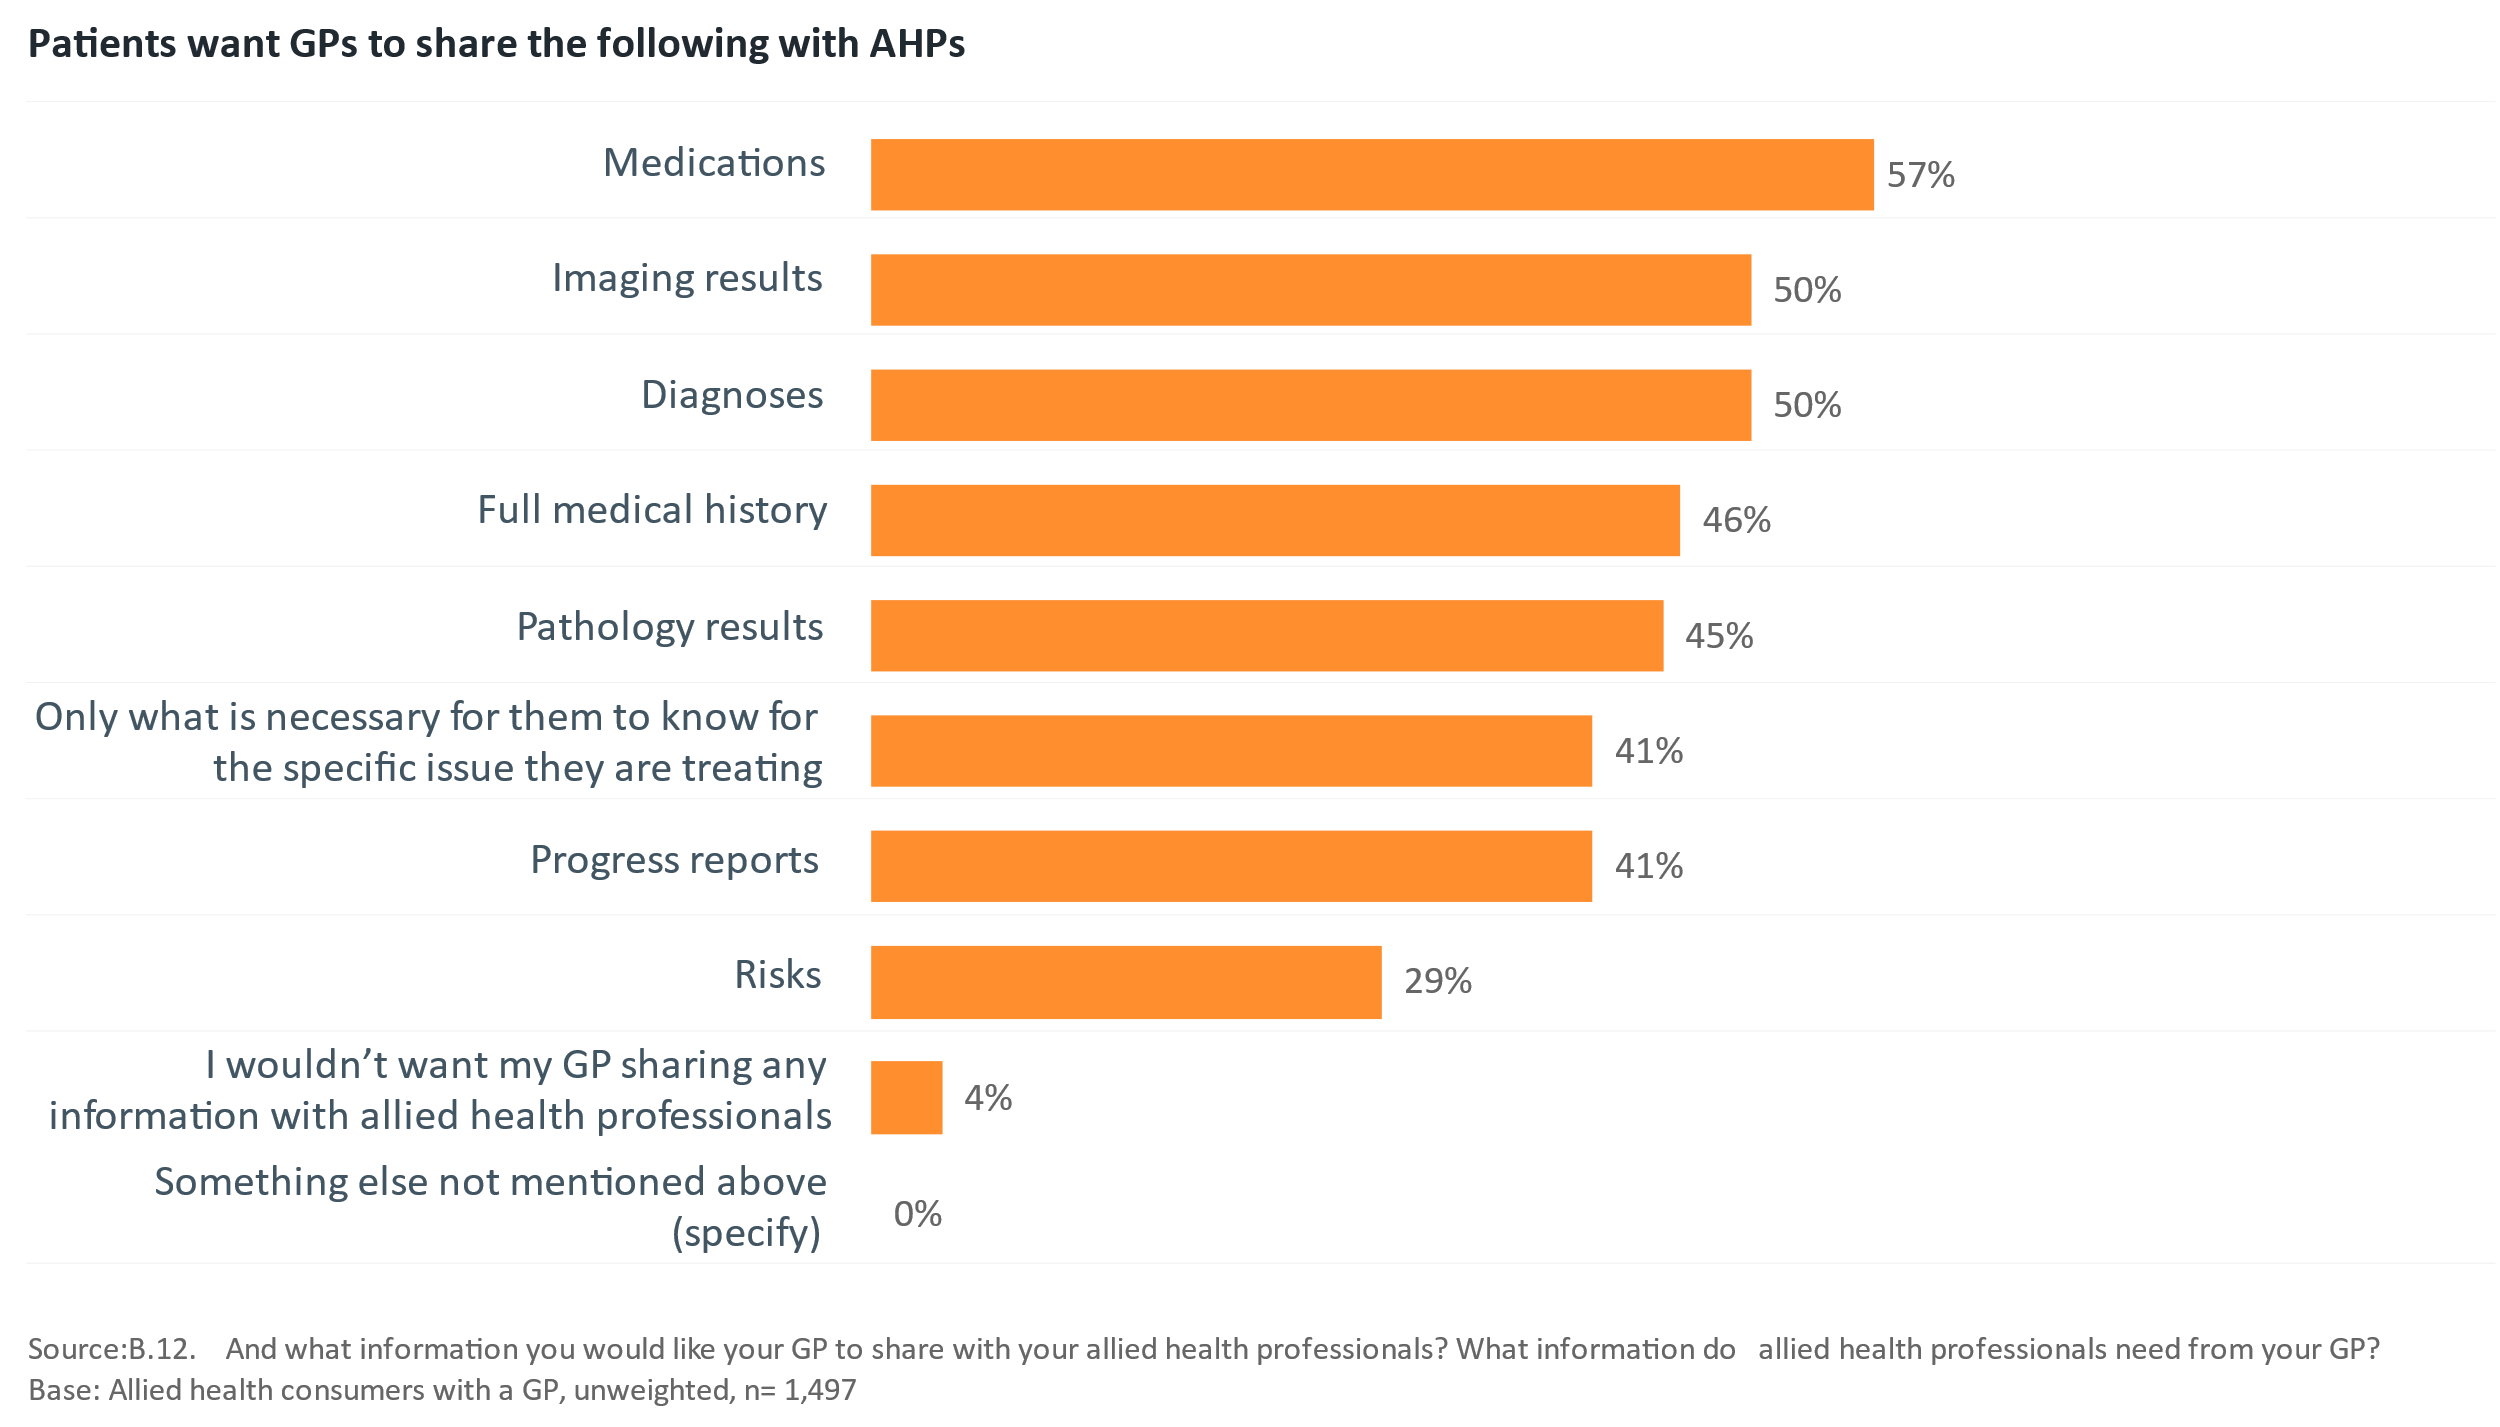 Patients want GPs to share the following with AHPs
Medications
57%
Imaging results
50%
Diagnoses
50%
Full medical history
46%
Pathology results
45%
Only what is necessary for them to know for
the specific issue they are treating
41%
Progress reports
41%
Risks
29%
I wouldn’t want my GP sharing any
information with allied health professionals
4%
Something else not mentioned above
(specify)
0%
Source:B.12. And what information you would like your GP to share with your allied health professionals? What information do allied health professionals need from your GP?
Base: Allied health consumers with a GP, unweighted, n= 1,497